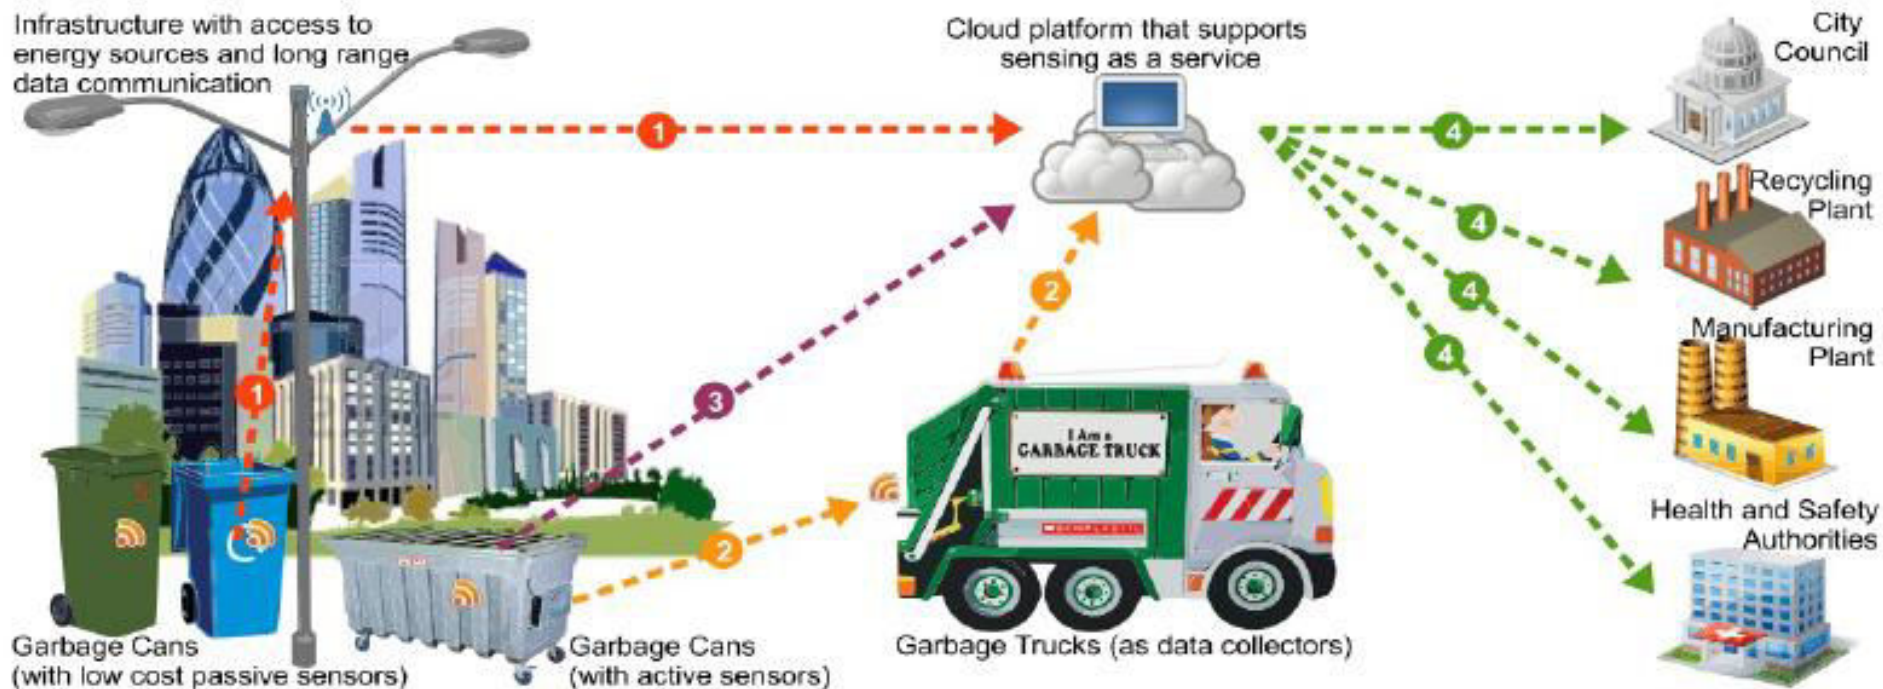 Infrastructure with access to
energy sources and long range
data communication
Cloud platform that supports
sensing as a service
City
Council
1
4
Recycling
Plant
4
2
4
Manufacturing
Plant
4
1
3
I Am a
GARBAGE TRUCK
SCHOLASTIC
2
Health and Safety
Authorities
Garbage Cans
(with low cost passive sensors)
Garbage Cans
(with active sensors)
Garbage Trucks (as data collectors)